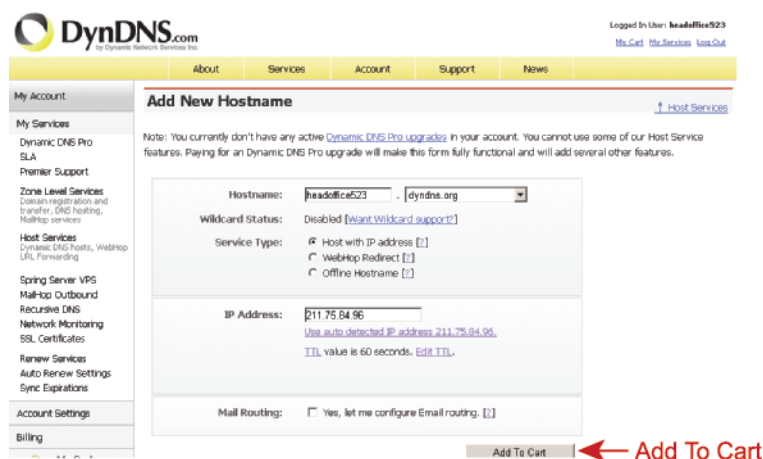 DynDNS.com
by Dynamic Network Services Inc.
Logged In User: headoffice523
My Cart My Services Log Out
About Services Account Support News
My Account
My Services
Dynamic DNS Pro
SLA
Premier Support
Zone Level Services
Domain registration and
transfer, DNS hosting,
MailHop services
Host Services
Dynamic DNS hosts, WebHop
URL Forwarding
Spring Server VPS
MailHop Outbound
Recursive DNS
Network Monitoring
SSL Certificates
Renew Services
Auto Renew Settings
Sync Expirations
Account Settings
Billing
Add New Hostname
↑ Host Services
Note: You currently don't have any active Dynamic DNS Pro upgrades in your account. You cannot use some of our Host Service
features. Paying for an Dynamic DNS Pro upgrade will make this form fully functional and will add several other features.
Hostname: headoffice523 . dyndns.org
Wildcard Status: Disabled [Want Wildcard support?]
Service Type: Host with IP address [?]
WebHop Redirect [?]
Offline Hostname [?]
IP Address: 211.75.84.96
Use auto detected IP address 211.75.84.96.
TTL value is 60 seconds. Edit TTL.
Mail Routing: Yes, let me configure Email routing. [?]
Add To Cart
Add To Cart